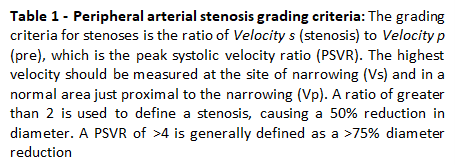 Table 1 - Peripheral arterial stenosis grading criteria: The grading
criteria for stenoses is the ratio of Velocity s (stenosis) to Velocity p
(pre), which is the peak systolic velocity ratio (PSVR). The highest
velocity should be measured at the site of narrowing (Vs) and in a
normal area just proximal to the narrowing (Vp). A ratio of greater
than 2 is used to define a stenosis, causing a 50% reduction in
diameter. A PSVR of >4 is generally defined as a >75% diameter
reduction